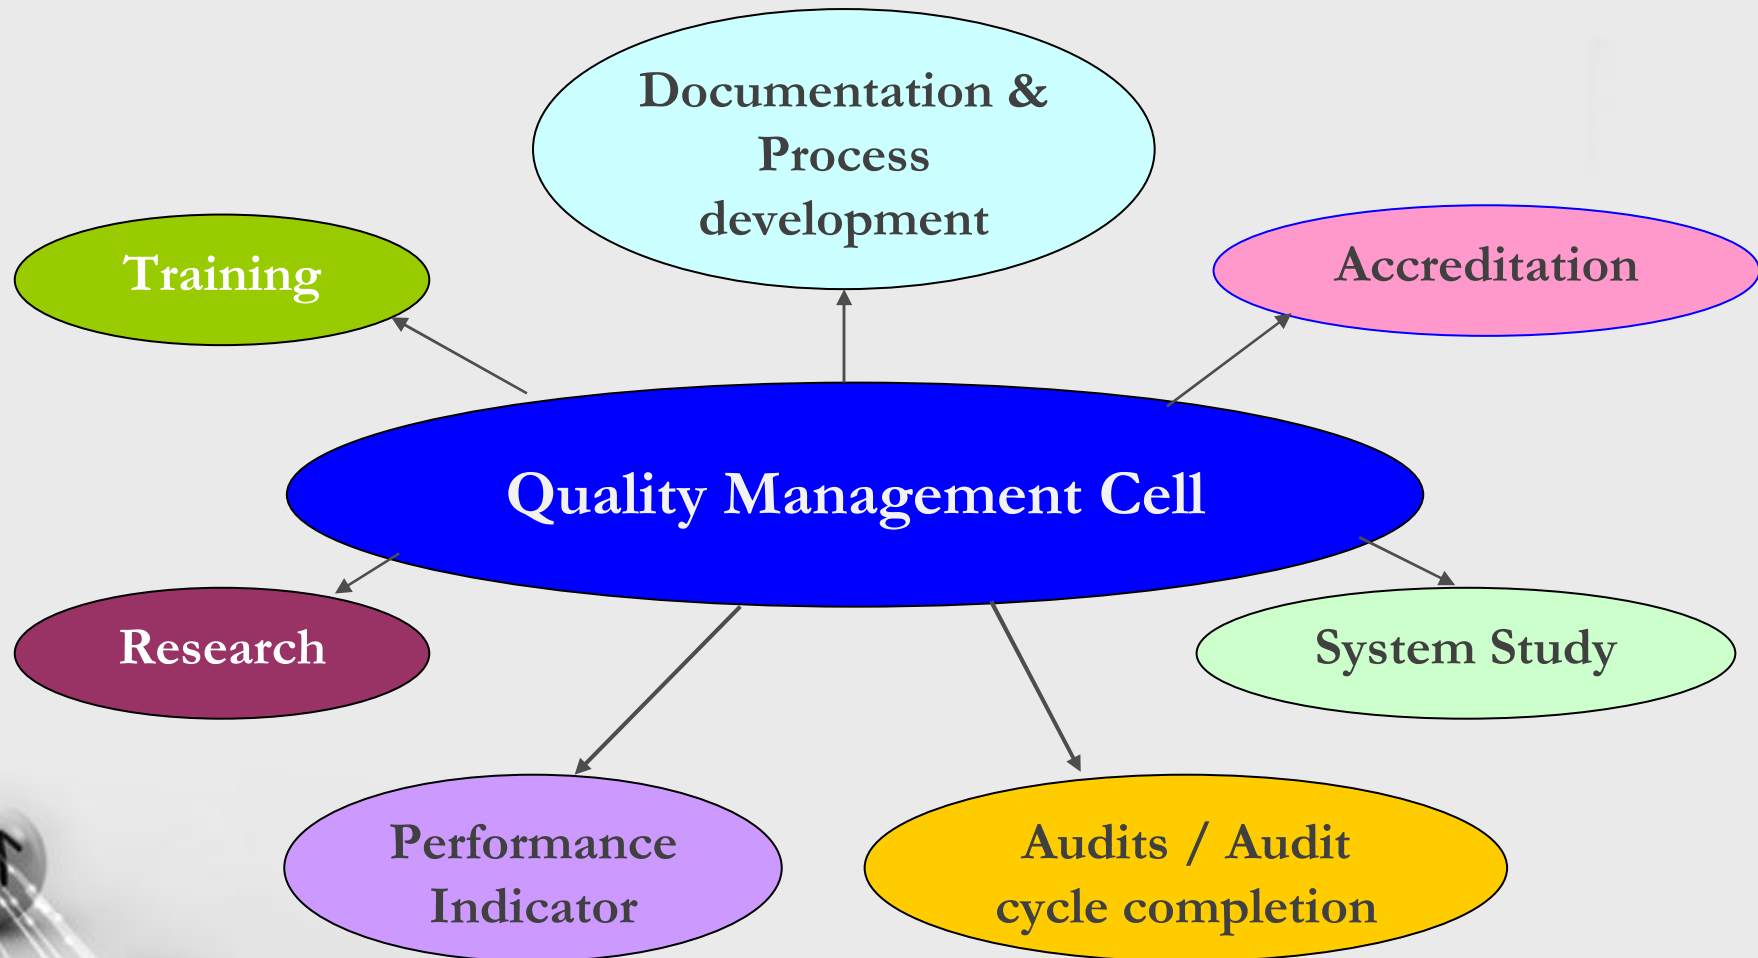 Documentation &
Process
development
Training
Accreditation
Quality Management Cell
Research
System Study
Performance
Indicator
Audits / Audit
cycle completion